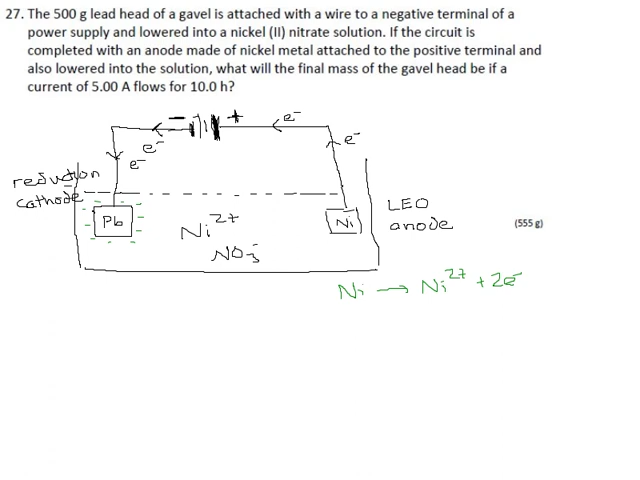 27. The 500 g lead head of a gavel is attached with a wire to a negative terminal of a
power supply and lowered into a nickel (II) nitrate solution. If the circuit is
completed with an anode made of nickel metal attached to the positive terminal and
also lowered into the solution, what will the final mass of the gavel head be if a
current of 5.00 A flows for 10.0 h?
− +
e⁻ e⁻
e⁻ e⁻
reduction
cathode
Pb
Ni²⁺
NO₃⁻
Ni
LEO
anode
(555 g)
Ni → Ni²⁺ + 2e⁻